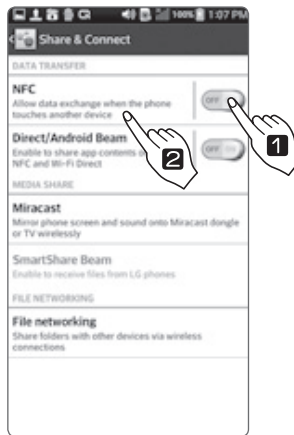 100% 1:07 PM
Share & Connect
DATA TRANSFER
NFC
Allow data exchange when the phone
touches another device
OFF
1
2
Direct/Android Beam
Enable to share app contents
NFC and Wi-Fi Direct
OFF
MEDIA SHARE
Miracast
Mirror phone screen and sound onto Miracast dongle
or TV wirelessly
SmartShare Beam
Enable to receive files from LG phones
FILE NETWORKING
File networking
Share folders with other devices via wireless
connections